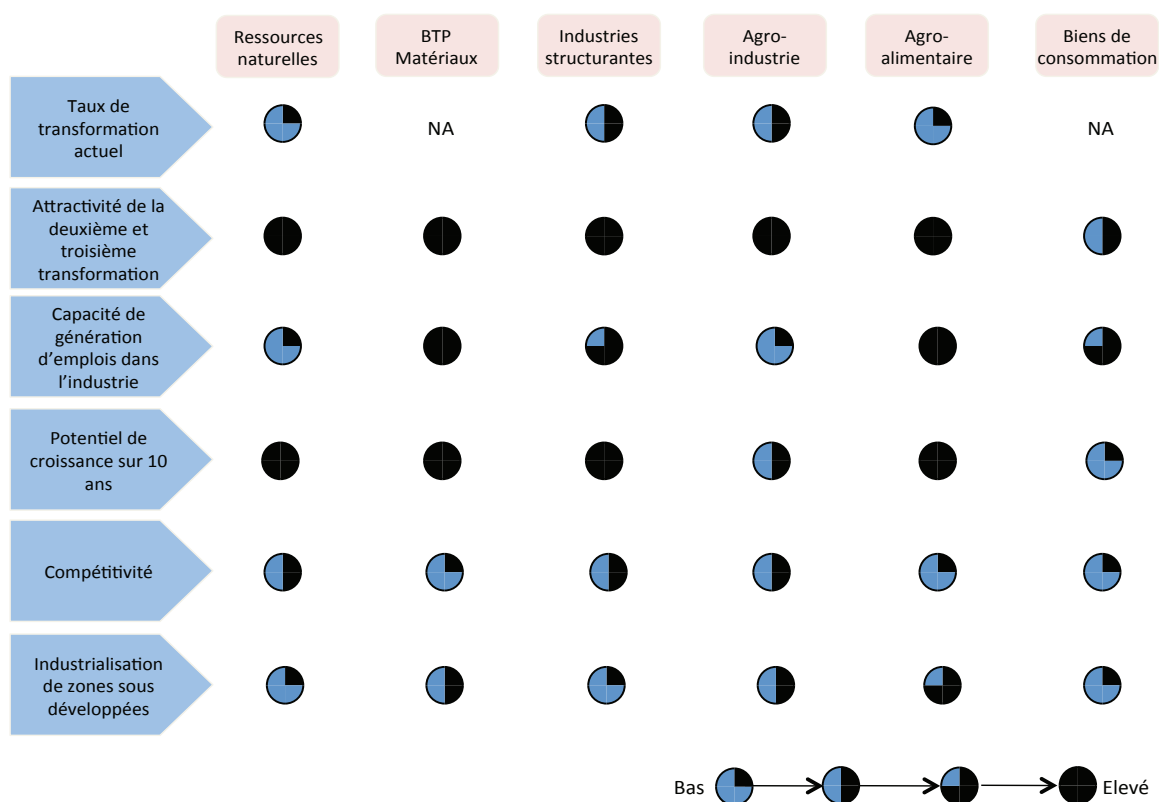 Ressources
naturelles
BTP
Matériaux
Industries
structurantes
Agro-
industrie
Agro-
alimentaire
Biens de
consommation
Taux de
transformation
actuel
NA
NA
Attractivité de la
deuxième et
troisième
transformation
Capacité de
génération
d'emplois dans
l'industrie
Potentiel de
croissance sur 10
ans
Compétitivité
Industrialisation
de zones sous
développées
Bas
Elevé